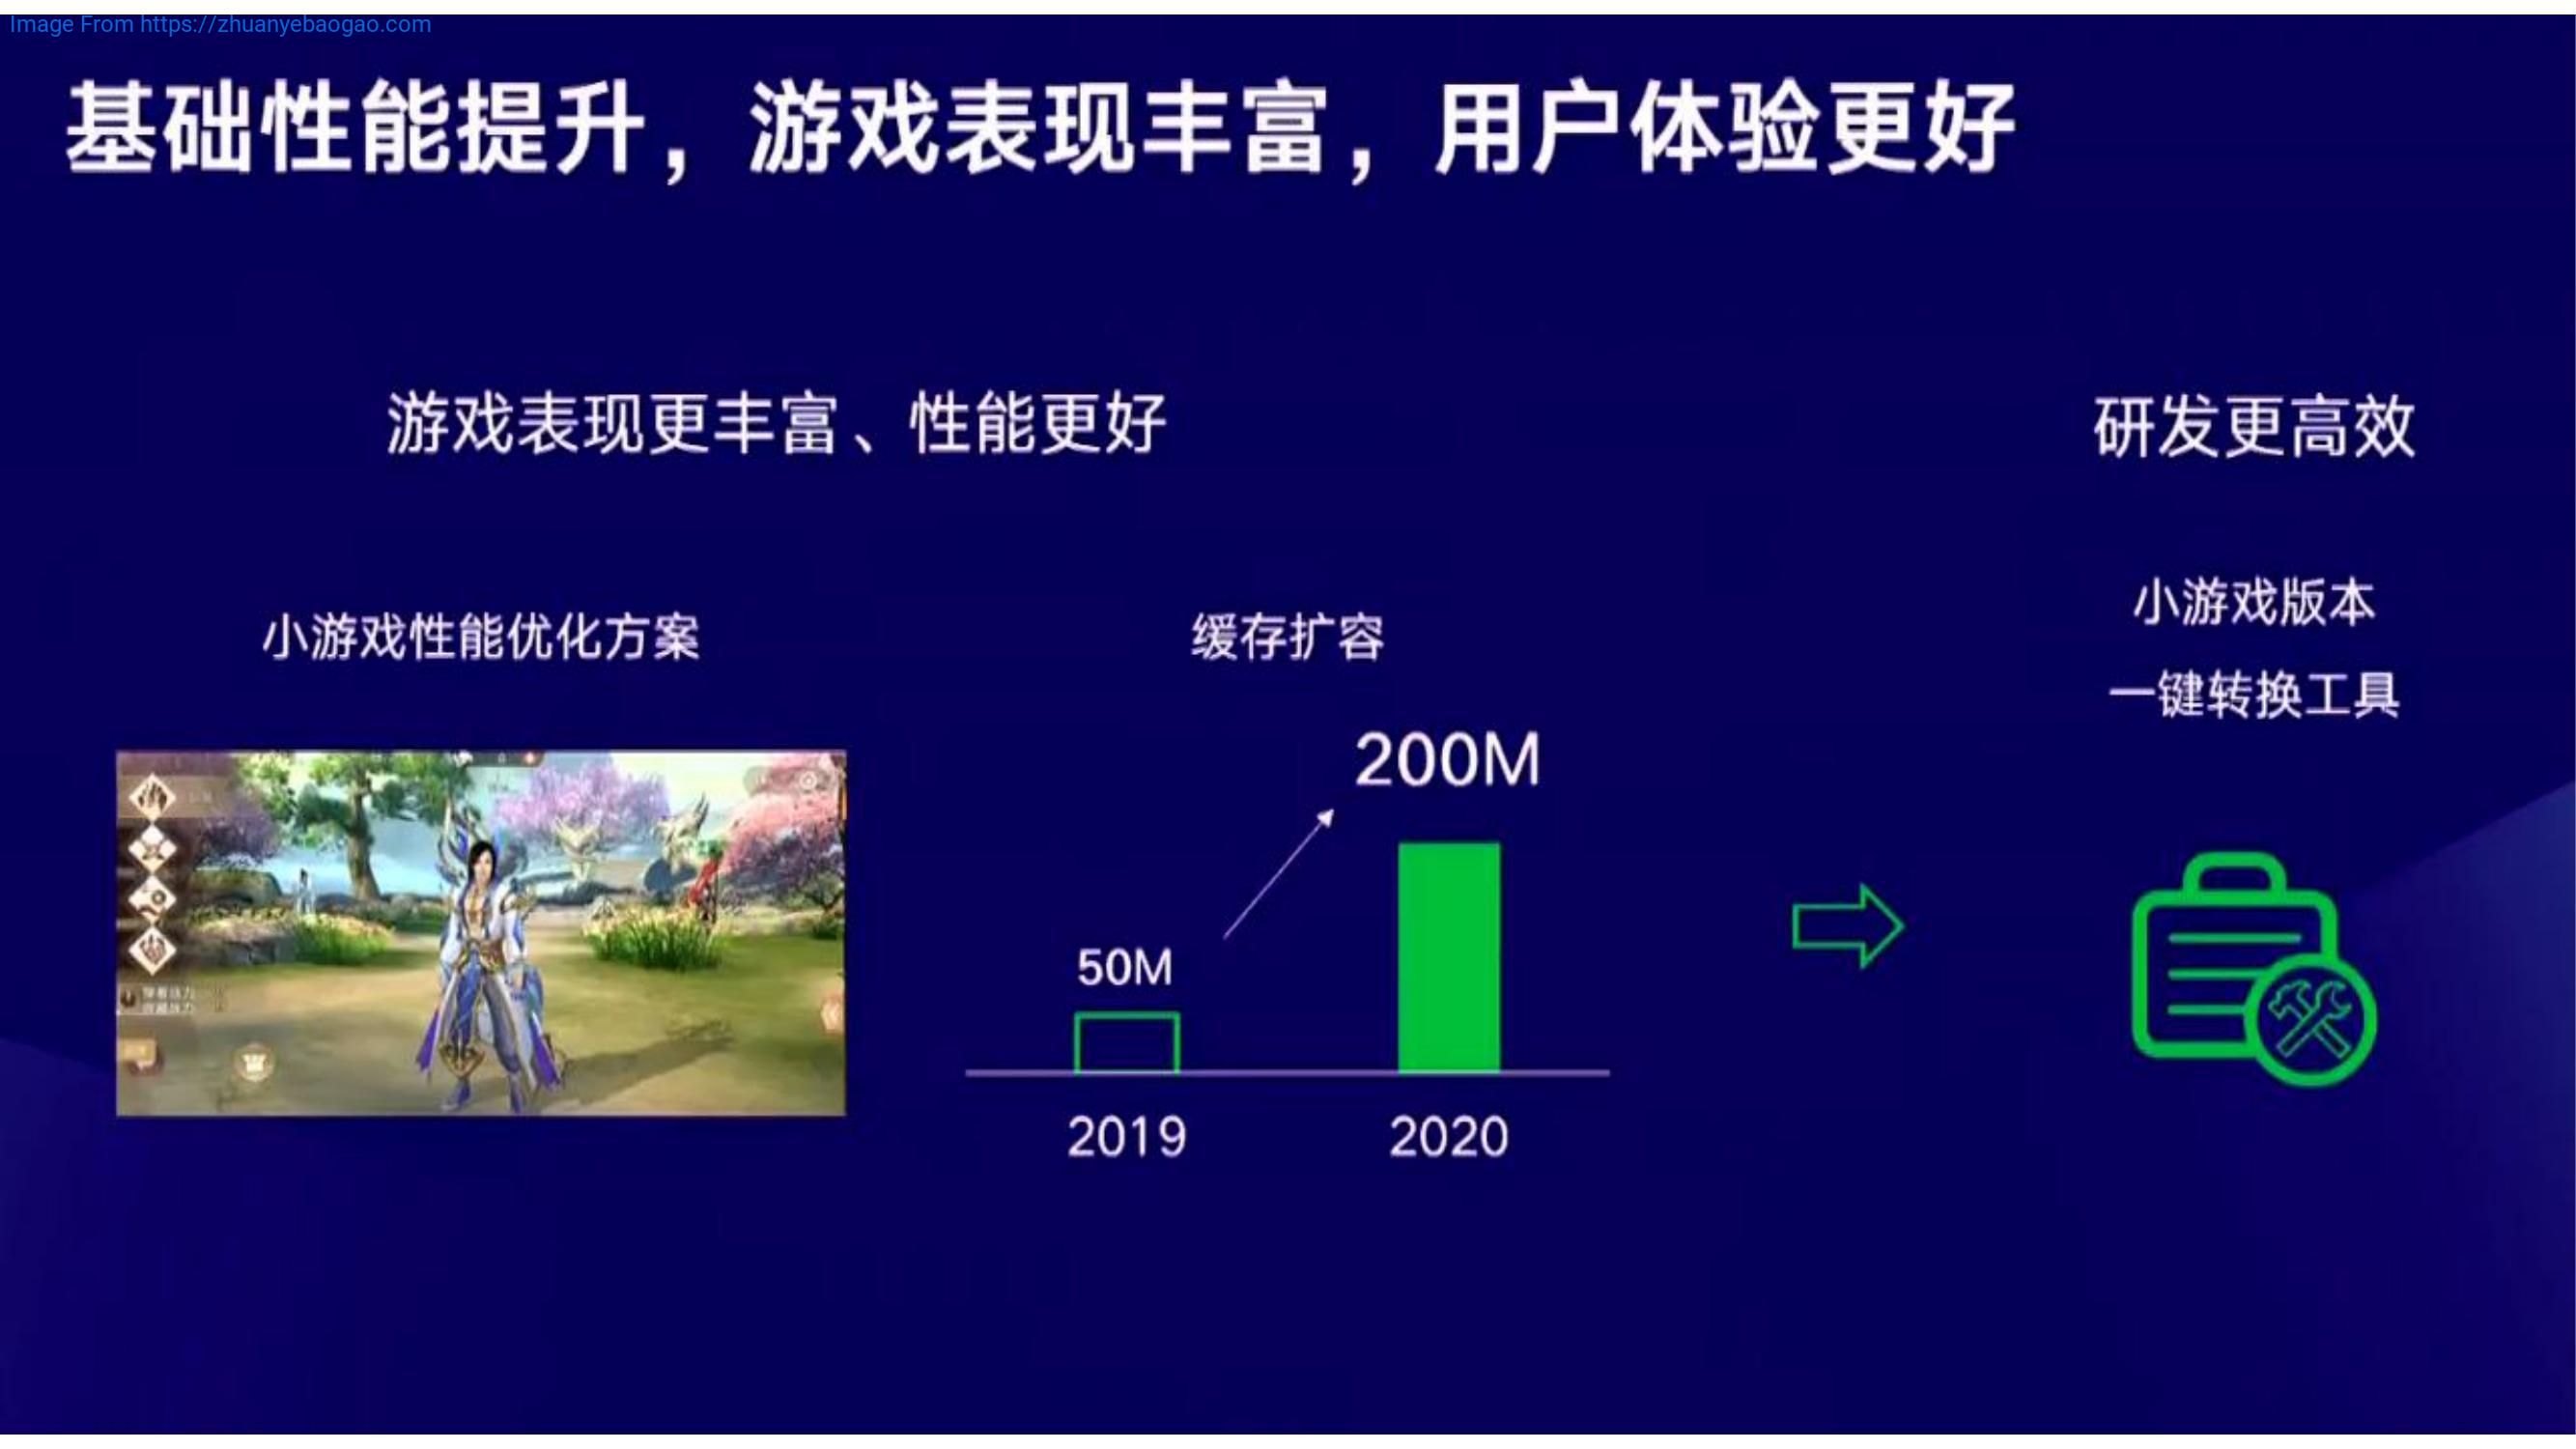 Image From https://zhuanyebaogao.com
基础性能提升，游戏表现丰富，用户体验更好
游戏表现更丰富、性能更好
研发更高效
小游戏性能优化方案
缓存扩容
小游戏版本
一键转换工具
200M
50M
2019
2020